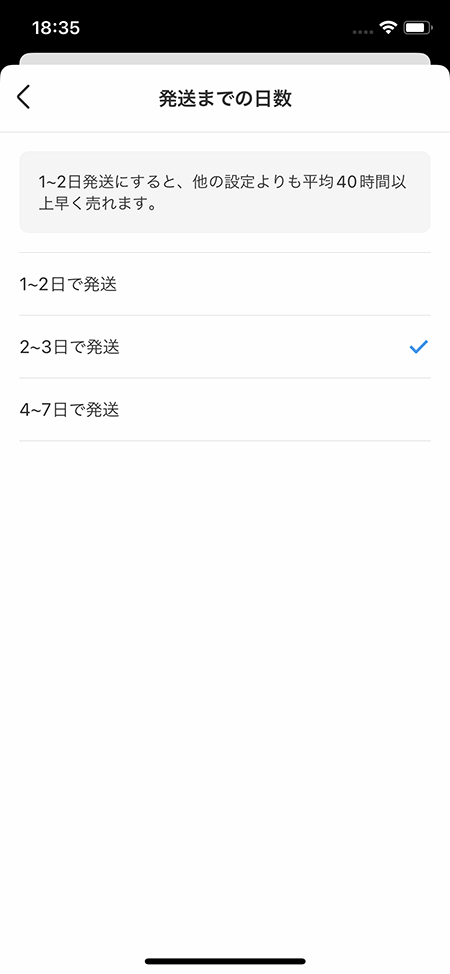 18:35
発送までの日数
1~2日発送にすると、他の設定よりも平均40時間以
上早く売れます。
1~2日で発送
2~3日で発送
4~7日で発送